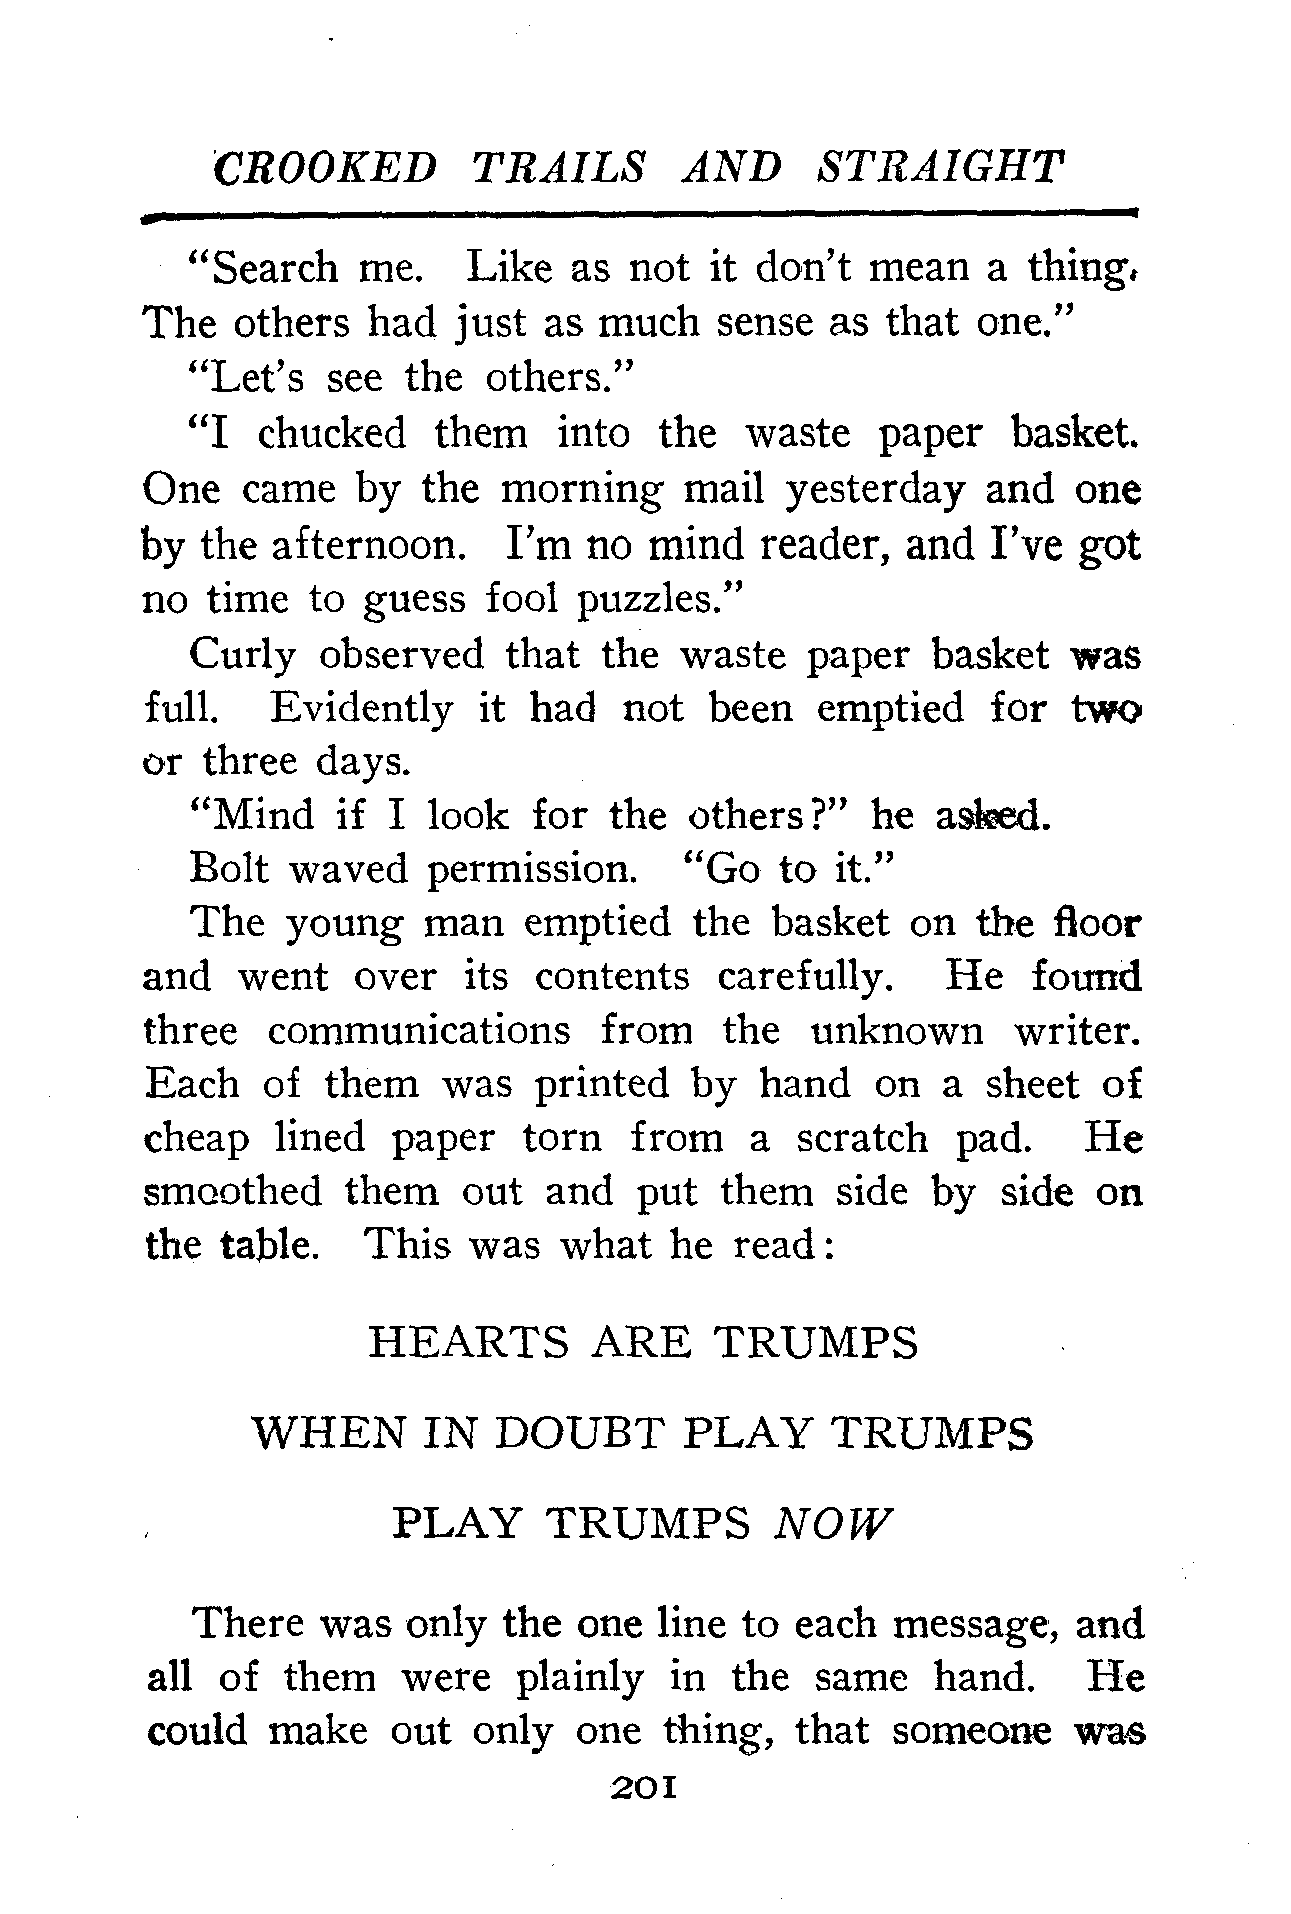 CROOKED TRAILS AND STRAIGHT
“Search me. Like as not it don’t mean a thing.
The others had just as much sense as that one.”
“Let’s see the others.”
“I chucked them into the waste paper basket.
One came by the morning mail yesterday and one
by the afternoon. I’m no mind reader, and I’ve got
no time to guess fool puzzles.”
Curly observed that the waste paper basket was
full. Evidently it had not been emptied for two
or three days.
“Mind if I look for the others?” he asked.
Bolt waved permission. “Go to it.”
The young man emptied the basket on the floor
and went over its contents carefully. He found
three communications from the unknown writer.
Each of them was printed by hand on a sheet of
cheap lined paper torn from a scratch pad. He
smoothed them out and put them side by side on
the table. This was what he read:
HEARTS ARE TRUMPS
WHEN IN DOUBT PLAY TRUMPS
PLAY TRUMPS NOW
There was only the one line to each message, and
all of them were plainly in the same hand. He
could make out only one thing, that someone was
201